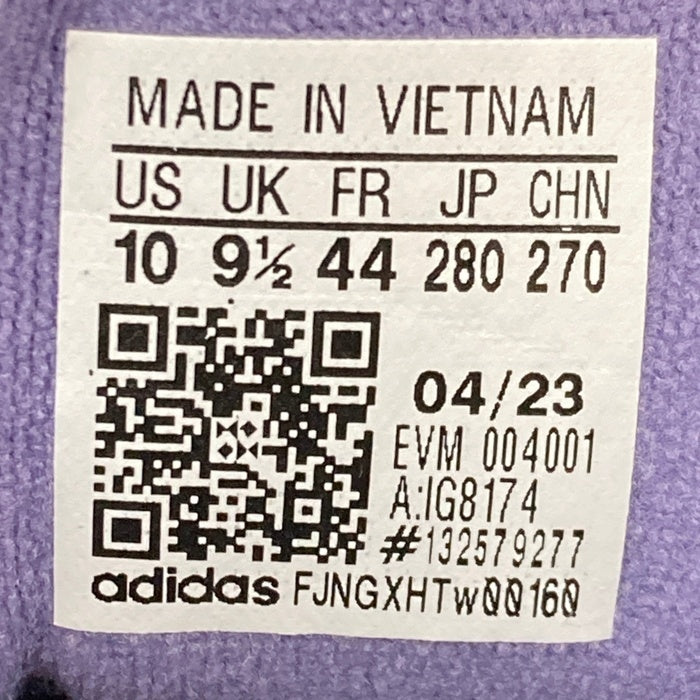 MADE IN VIETNAM
US UK FR JP CHN
10 9½ 44 280 270
04/23
EVM 004001
A:IG8174
#132579277
adidas FJNGXHTw00160